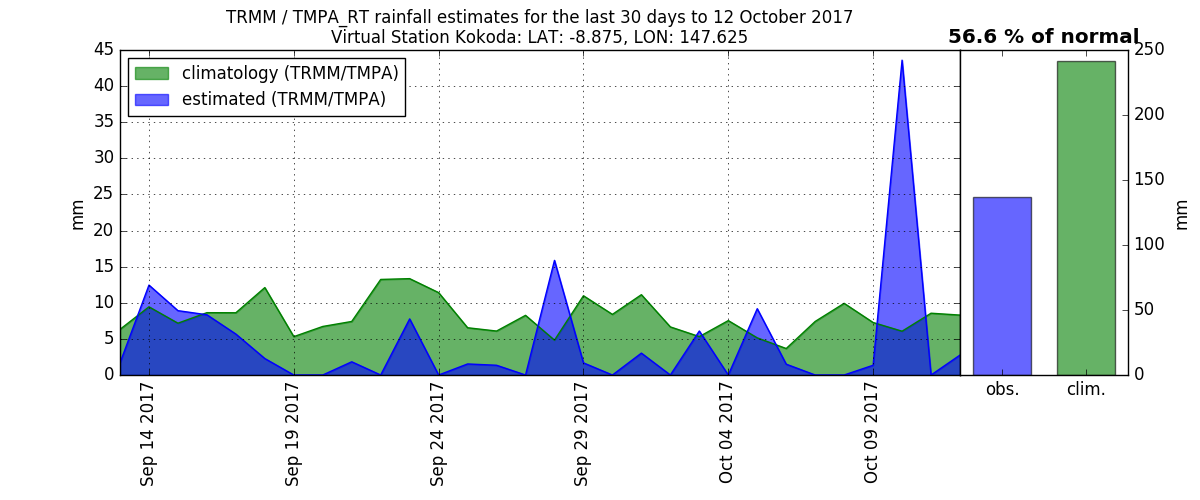 TRMM / TMPA_RT rainfall estimates for the last 30 days to 12 October 2017
Virtual Station Kokoda: LAT: -8.875, LON: 147.625
56.6 % of normal
climatology (TRMM/TMPA)
estimated (TRMM/TMPA)
45
40
35
30
25
20
15
10
5
0
mm
Sep 14 2017
Sep 19 2017
Sep 24 2017
Sep 29 2017
Oct 04 2017
Oct 09 2017
250
200
150
100
50
0
mm
obs.
clim.